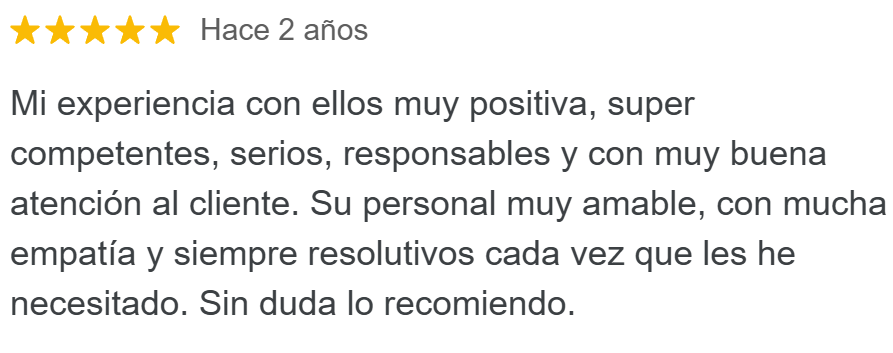 Hace 2 años
Mi experiencia con ellos muy positiva, super
competentes, serios, responsables y con muy buena
atención al cliente. Su personal muy amable, con mucha
empatía y siempre resolutivos cada vez que les he
necesitado. Sin duda lo recomiendo.